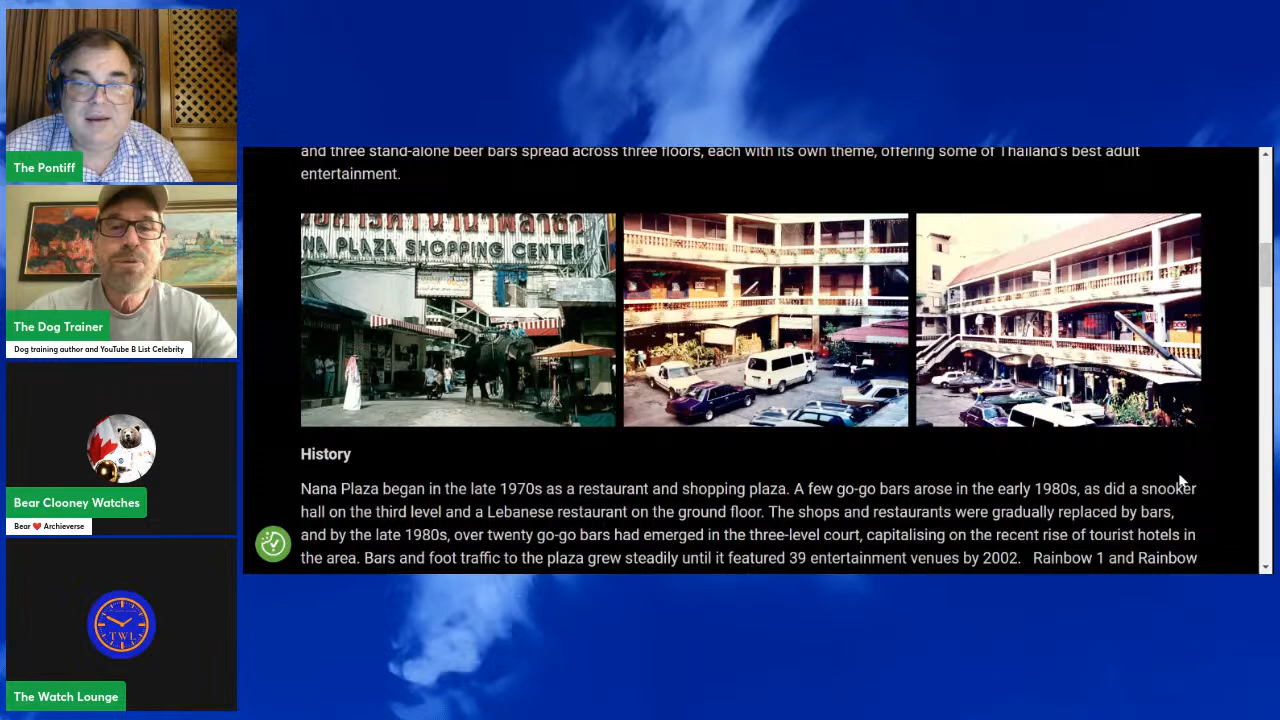 The Pontiff
The Dog Trainer
Dog training author and YouTube B List Celebrity
Bear Clooney Watches
Bear ❤️ Archieverse
TWL
The Watch Lounge
and three stand-alone beer bars spread across three floors, each with its own theme, offering some of Thailand's best adult
entertainment.
NA PLAZA SHOPPING CENTER
History
Nana Plaza began in the late 1970s as a restaurant and shopping plaza. A few go-go bars arose in the early 1980s, as did a snooker
hall on the third level and a Lebanese restaurant on the ground floor. The shops and restaurants were gradually replaced by bars,
and by the late 1980s, over twenty go-go bars had emerged in the three-level court, capitalising on the recent rise of tourist hotels in
the area. Bars and foot traffic to the plaza grew steadily until it featured 39 entertainment venues by 2002. Rainbow 1 and Rainbow